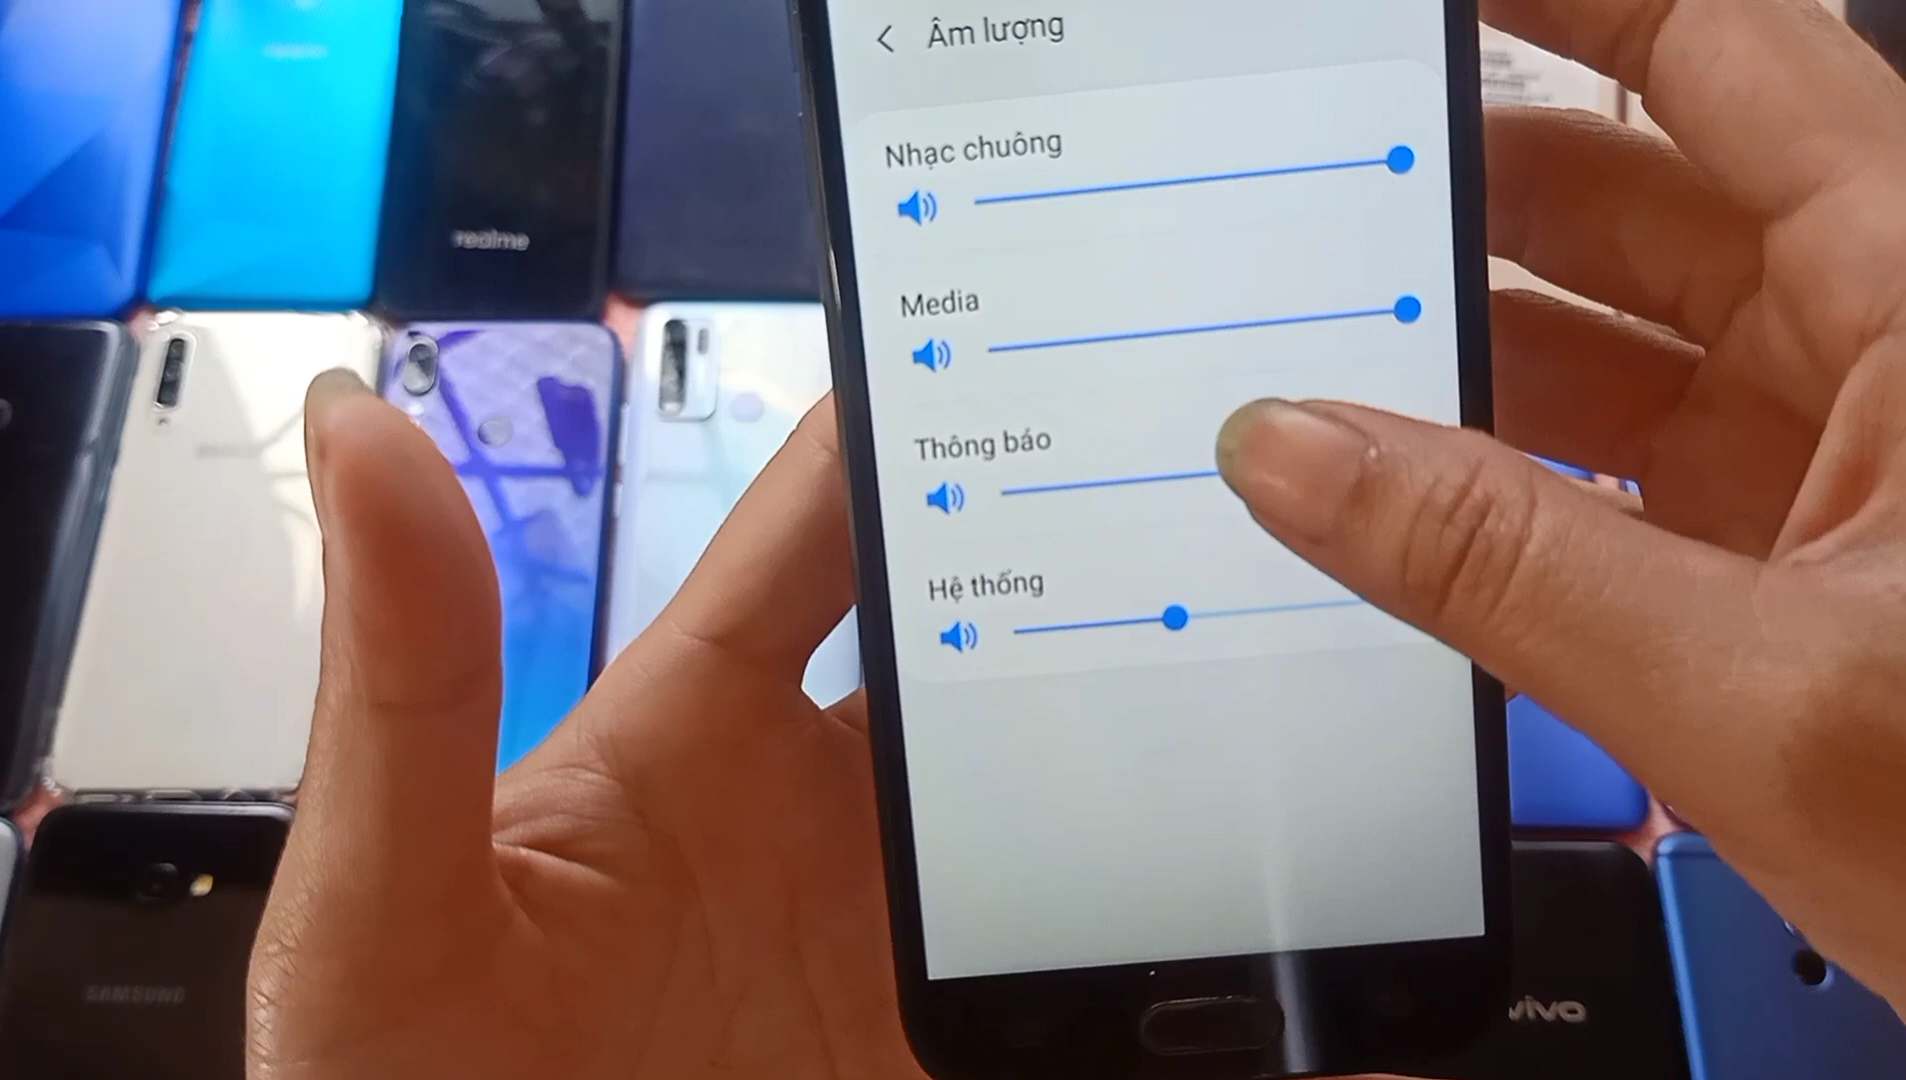 Âm lượng
Nhạc chuông
Media
Thông báo
Hệ thống
realme
SAMSUNG
vivo